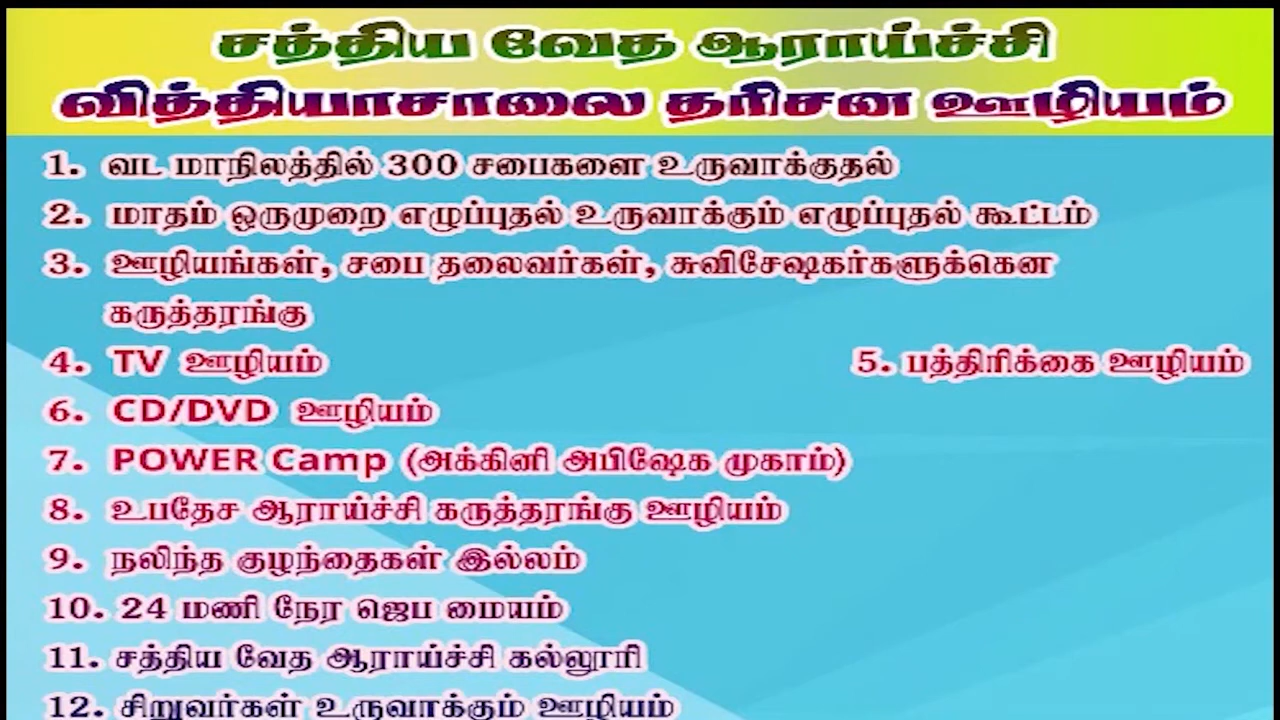 சத்திய வேத ஆராய்ச்சி
வித்தியாசாலை தரிசன ஊழியம்
1. வட மாநிலத்தில் 300 சபைகளை உருவாக்குதல்
2. மாதம் ஒருமுறை எழுப்புதல் உருவாக்கும் எழுப்புதல் கூட்டம்
3. ஊழியங்கள், சபை தலைவர்கள், சுவிசேஷகர்களுக்கென
கருத்தரங்கு
4. TV ஊழியம் 5. பத்திரிக்கை ஊழியம்
6. CD/DVD ஊழியம்
7. POWER Camp (அக்கினி அபிஷேக முகாம்)
8. உபதேச ஆராய்ச்சி கருத்தரங்கு ஊழியம்
9. நலிந்த குழந்தைகள் இல்லம்
10. 24 மணி நேர ஜெப மையம்
11. சத்திய வேத ஆராய்ச்சி கல்லூரி
12. சிறுவர்கள் உருவாக்கும் ஊழியம்